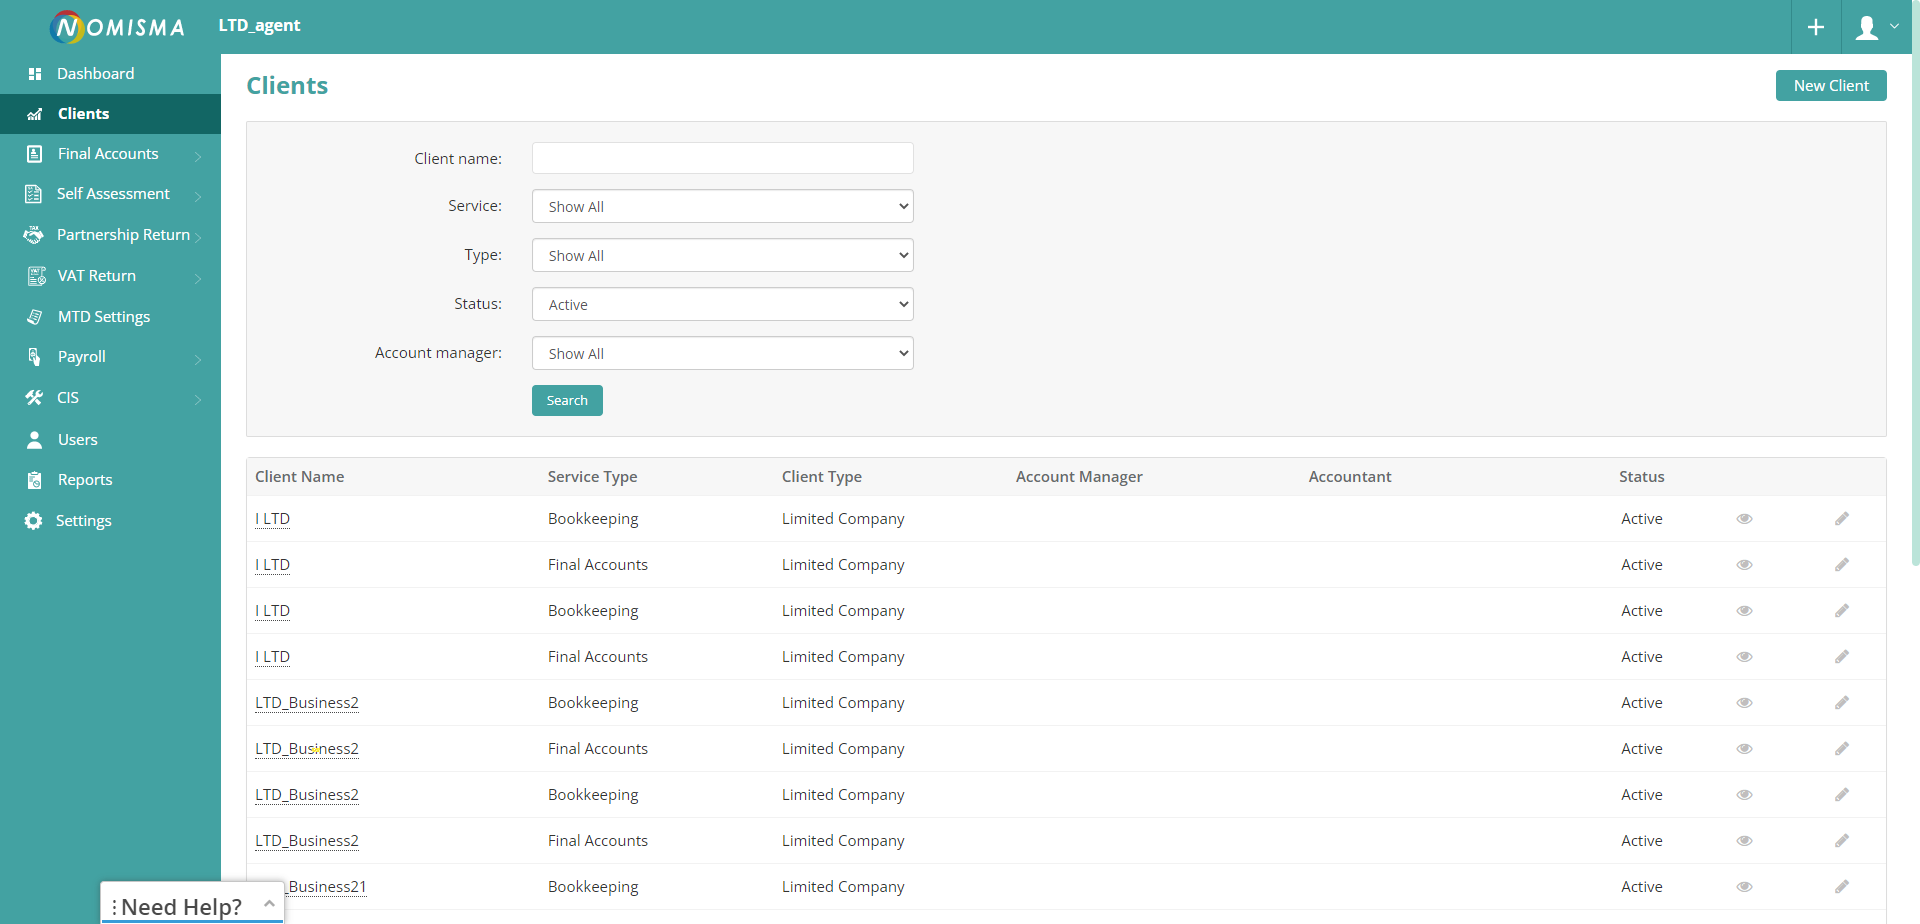 NOMISMA LTD_agent
Dashboard
Clients
Final Accounts
Self Assessment
Partnership Return
VAT Return
MTD Settings
Payroll
CIS
Users
Reports
Settings
Clients
New Client
Client name:
Service: Show All
Type: Show All
Status: Active
Account manager: Show All
Search
Client Name Service Type Client Type Account Manager Accountant Status
I LTD Bookkeeping Limited Company Active
I LTD Final Accounts Limited Company Active
I LTD Bookkeeping Limited Company Active
I LTD Final Accounts Limited Company Active
LTD_Business2 Bookkeeping Limited Company Active
LTD_Business2 Final Accounts Limited Company Active
LTD_Business2 Bookkeeping Limited Company Active
LTD_Business2 Final Accounts Limited Company Active
_Business21 Bookkeeping Limited Company Active
Need Help?